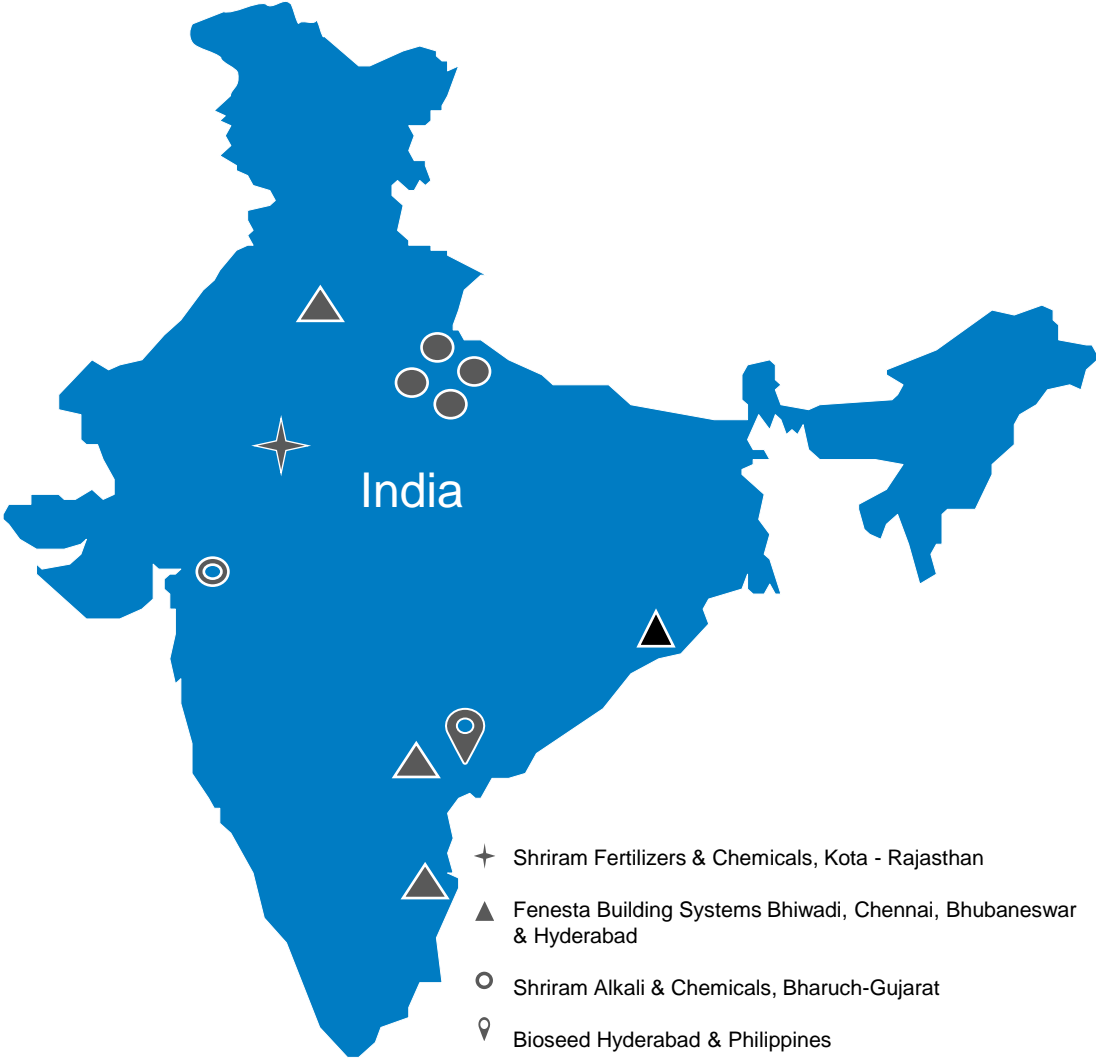 India
Shriram Fertilizers & Chemicals, Kota - Rajasthan
Fenesta Building Systems Bhiwadi, Chennai, Bhubaneswar
& Hyderabad
Shriram Alkali & Chemicals, Bharuch-Gujarat
Bioseed Hyderabad & Philippines